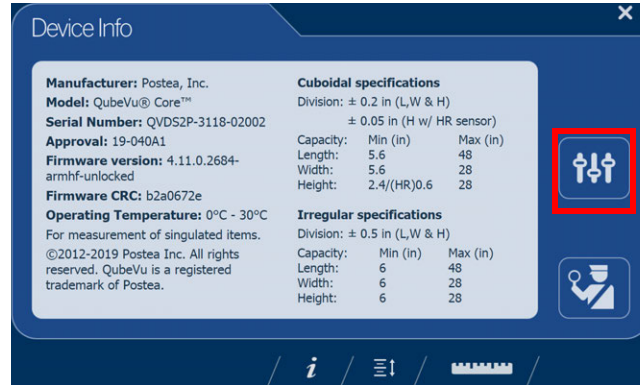 Device Info
Manufacturer: Postea, Inc.
Model: QubeVu® Core™
Serial Number: QVDS2P-3118-02002
Approval: 19-040A1
Firmware version: 4.11.0.2684-
armhf-unlocked
Firmware CRC: b2a0672e
Operating Temperature: 0°C - 30°C
For measurement of singulated items.
©2012-2019 Postea Inc. All rights
reserved. QubeVu is a registered
trademark of Postea.
Cuboidal specifications
Division: ± 0.2 in (L,W & H)
± 0.05 in (H w/ HR sensor)
Capacity: Min (in) Max (in)
Length: 5.6 48
Width: 5.6 28
Height: 2.4/(HR)0.6 28
Irregular specifications
Division: ± 0.5 in (L,W & H)
Capacity: Min (in) Max (in)
Length: 6 48
Width: 6 28
Height: 6 28